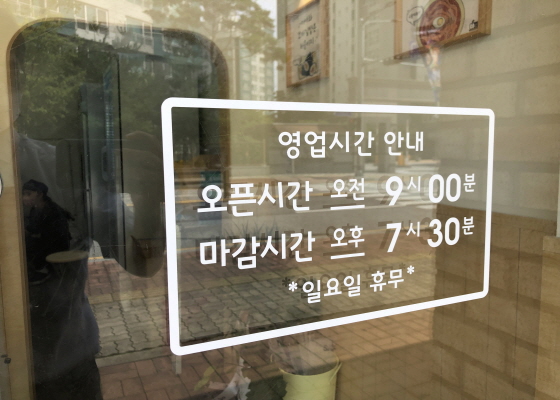 영업시간 안내
오픈시간 오전 9시 00분
마감시간 오후 7시 30분
*일요일 휴무*